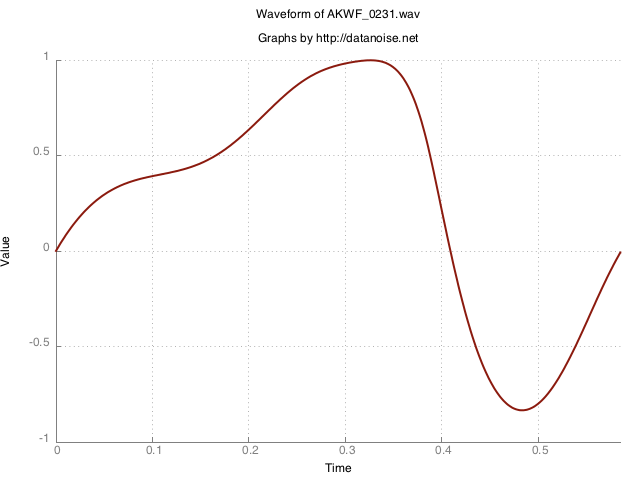 Waveform of AKWF_0231.wav
Graphs by http://datanoise.net
1
0.5
0
-0.5
-1
Value
0 0.1 0.2 0.3 0.4 0.5
Time